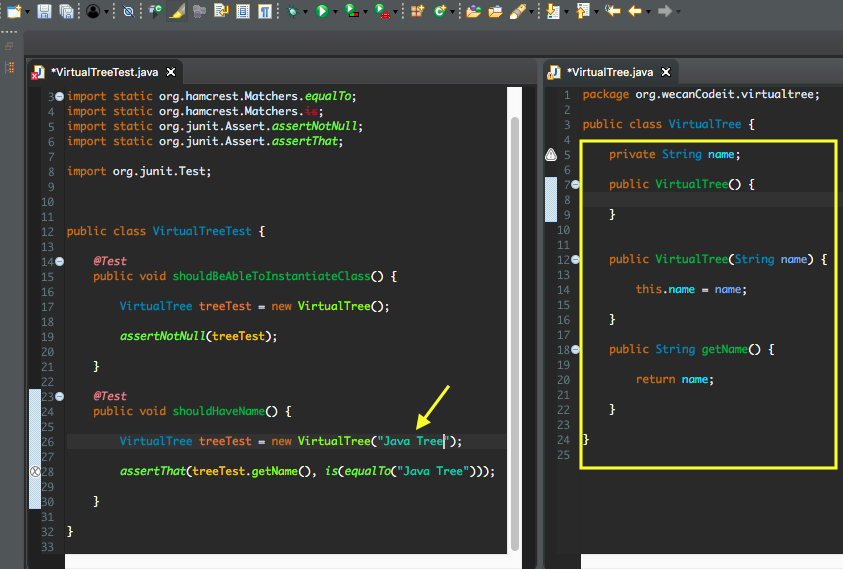 *VirtualTreeTest.java
3 import static org.hamcrest.Matchers.equalTo;
4 import static org.hamcrest.Matchers.is;
5 import static org.junit.Assert.assertNotNull;
6 import static org.junit.Assert.assertThat;
7
8 import org.junit.Test;
9
10
11
12 public class VirtualTreeTest {
13
14 @Test
15 public void shouldBeAbleToInstantiateClass() {
16
17 VirtualTree treeTest = new VirtualTree();
18
19 assertNotNull(treeTest);
20
21 }
22
23 @Test
24 public void shouldHaveName() {
25
26 VirtualTree treeTest = new VirtualTree("Java Tree");
27
28 assertThat(treeTest.getName(), is(equalTo("Java Tree")));
29
30 }
31
32 }
33
*VirtualTree.java
1 package org.wecanCodeit.virtualtree;
2
3 public class VirtualTree {
4
5 private String name;
6
7 public VirtualTree() {
8
9 }
10
11
12 public VirtualTree(String name) {
13
14 this.name = name;
15
16 }
17
18 public String getName() {
19
20 return name;
21
22 }
23
24 }
25